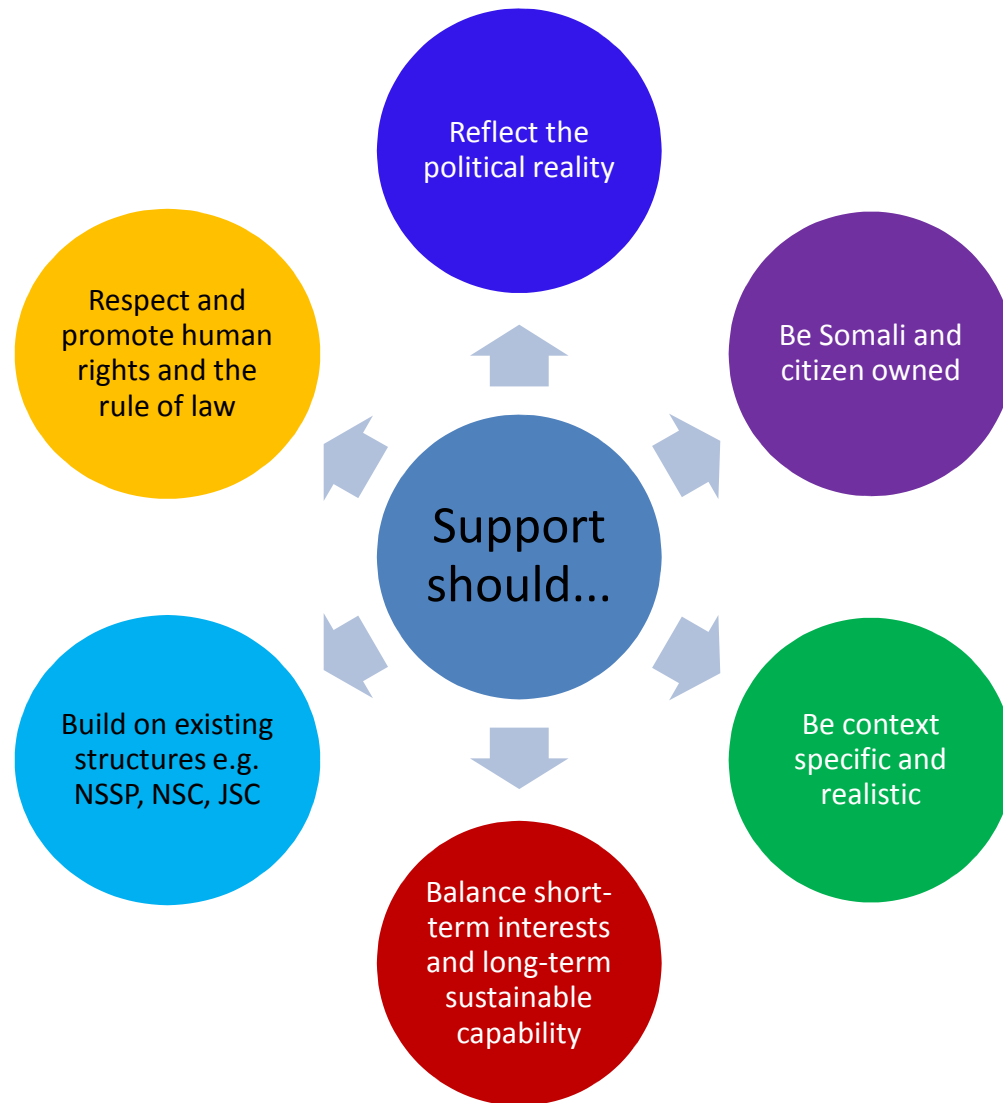 Reflect the
political reality
Respect and
promote human
rights and the
rule of law
Be Somali and
citizen owned
Support
should...
Build on existing
structures e.g.
NSSP, NSC, JSC
Be context
specific and
realistic
Balance short-
term interests
and long-term
sustainable
capability